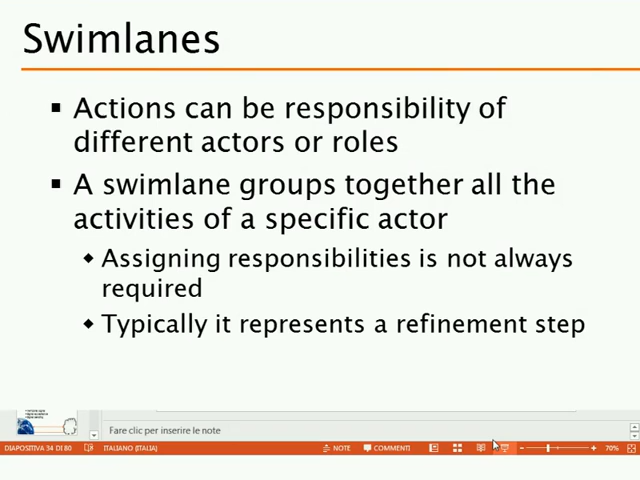 Swimlanes
Actions can be responsibility of
different actors or roles
A swimlane groups together all the
activities of a specific actor
Assigning responsibilities is not always
required
Typically it represents a refinement step
Fare clic per inserire le note
DIAPOSITIVA 34 DI 80 ITALIANO (ITALIA) NOTE COMMENTI 70%